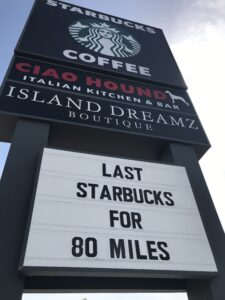 STARBUCKS
COFFEE
CIAO HOUND
ITALIAN KITCHEN & BAR
ISLAND DREAMZ
BOUTIQUE
LAST
STARBUCKS
FOR
80 MILES